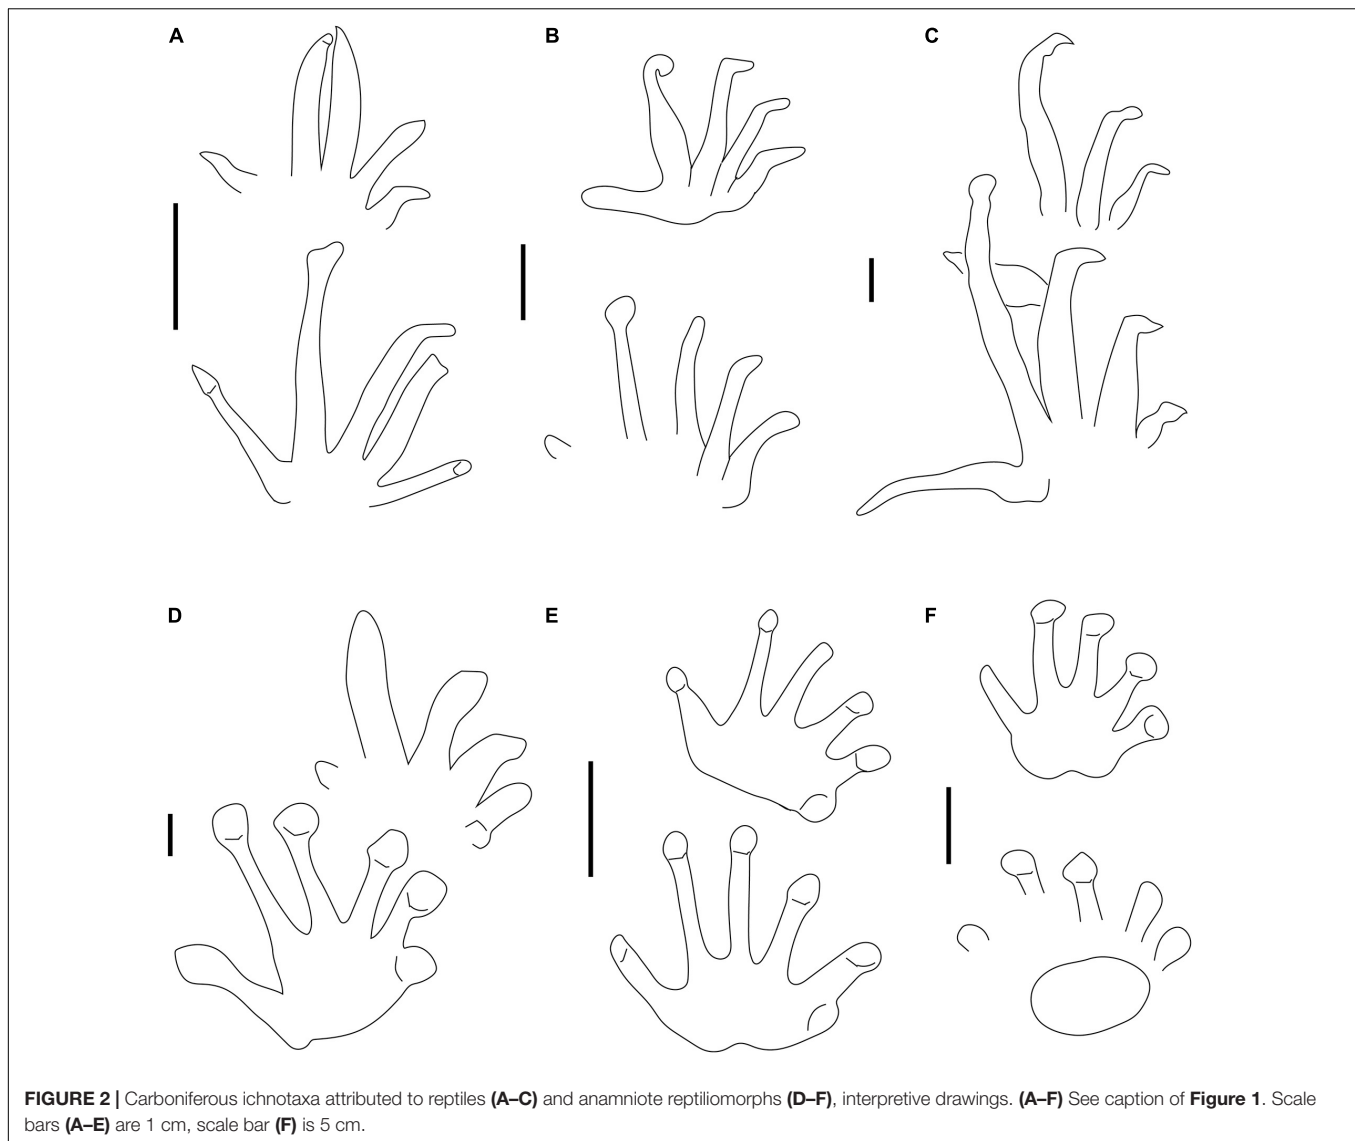 A
B
C
D
E
F
FIGURE 2 | Carboniferous ichnotaxa attributed to reptiles (A–C) and anamniote reptiliomorphs (D–F), interpretive drawings. (A–F) See caption of Figure 1. Scale
bars (A–E) are 1 cm, scale bar (F) is 5 cm.